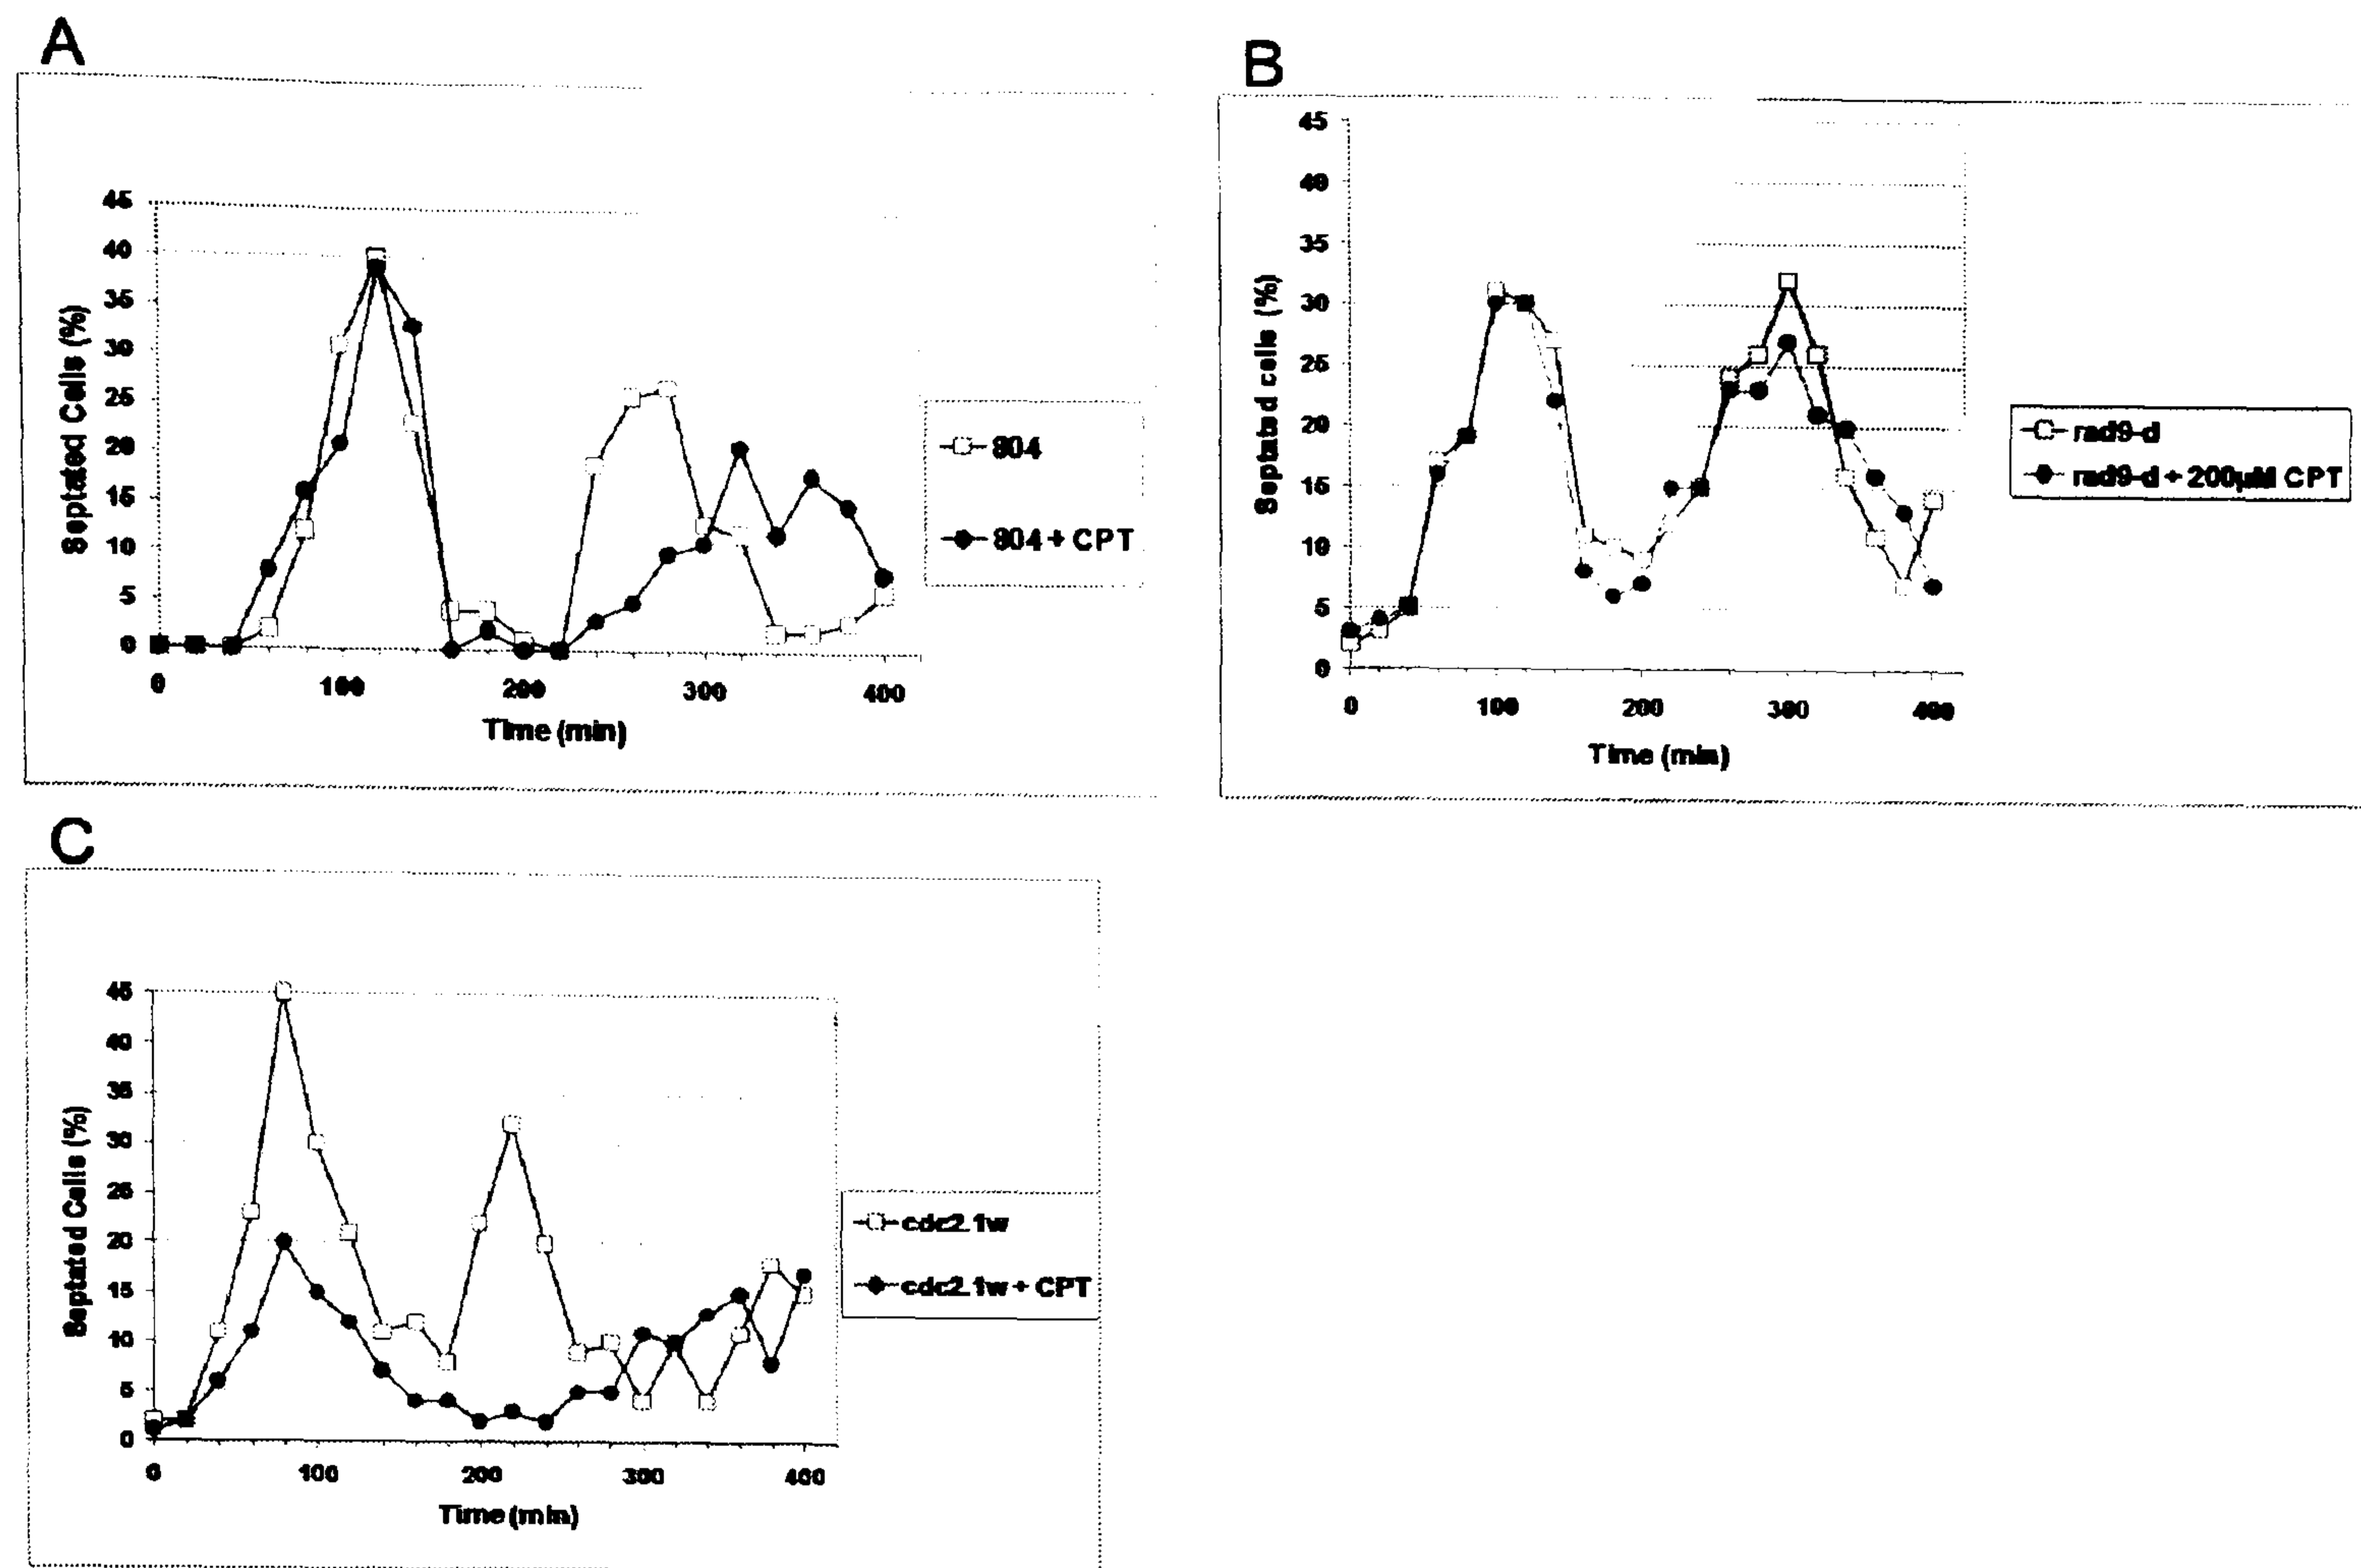 A
45
40
35
30
25
20
15
10
5
0
0 100 200 300 400
Septated Cells (%)
Time (min)
804
804 + CPT
B
45
40
35
30
25
20
15
10
5
0
0 100 200 300 400
Septated cells (%)
Time (min)
rad9-d
rad9-d + 200µM CPT
C
45
40
35
30
25
20
15
10
5
0
0 100 200 300 400
Septated Cells (%)
Time (min)
cdc2.1w
cdc2.1w + CPT